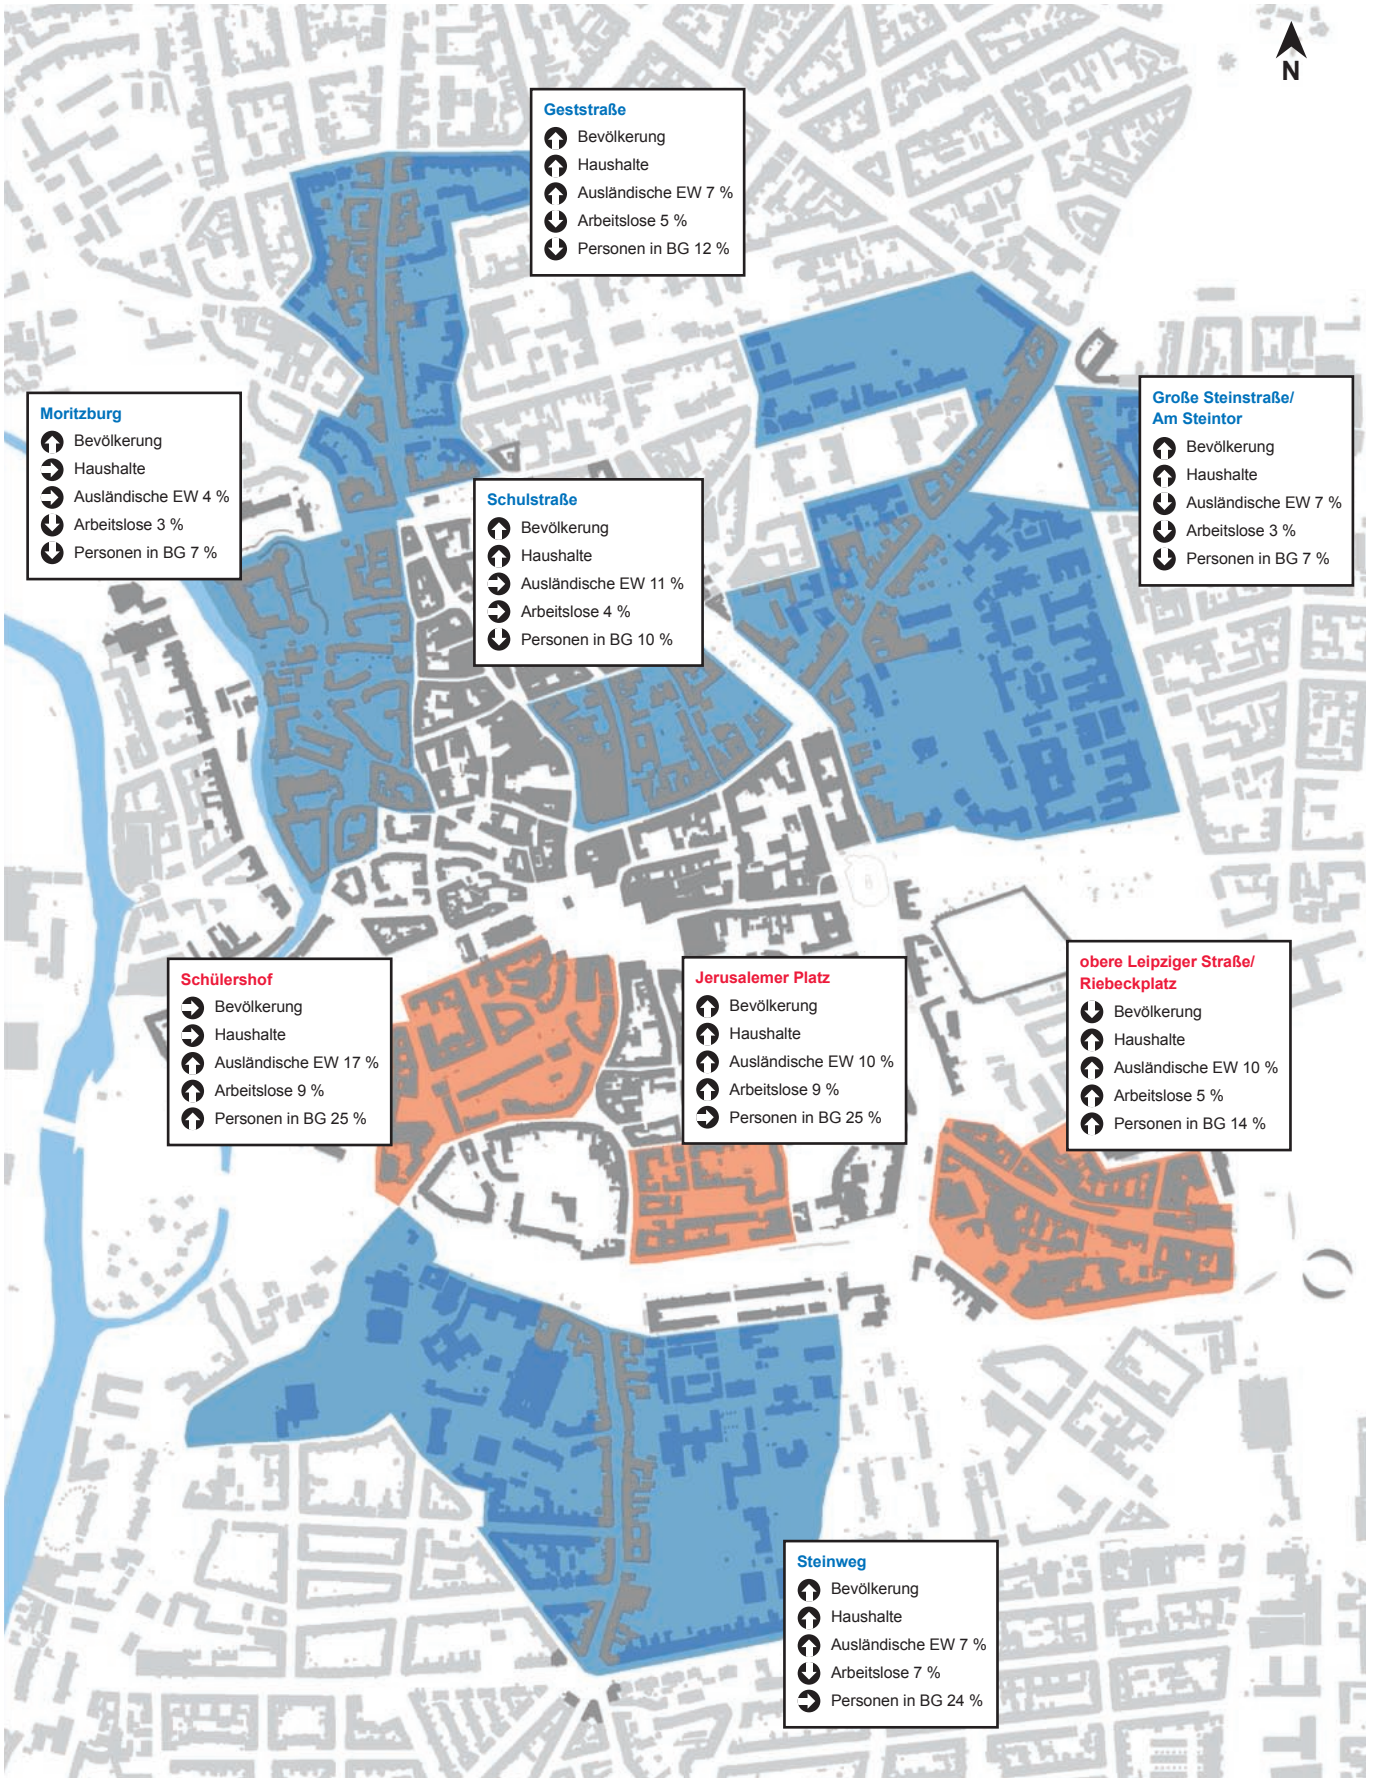 N
Geststraße
Bevölkerung
Haushalte
Ausländische EW 7 %
Arbeitslose 5 %
Personen in BG 12 %
Moritzburg
Bevölkerung
Haushalte
Ausländische EW 4 %
Arbeitslose 3 %
Personen in BG 7 %
Große Steinstraße/
Am Steintor
Bevölkerung
Haushalte
Ausländische EW 7 %
Arbeitslose 3 %
Personen in BG 7 %
Schulstraße
Bevölkerung
Haushalte
Ausländische EW 11 %
Arbeitslose 4 %
Personen in BG 10 %
Schülershof
Bevölkerung
Haushalte
Ausländische EW 17 %
Arbeitslose 9 %
Personen in BG 25 %
Jerusalemer Platz
Bevölkerung
Haushalte
Ausländische EW 10 %
Arbeitslose 9 %
Personen in BG 25 %
obere Leipziger Straße/
Riebeckplatz
Bevölkerung
Haushalte
Ausländische EW 10 %
Arbeitslose 5 %
Personen in BG 14 %
Steinweg
Bevölkerung
Haushalte
Ausländische EW 7 %
Arbeitslose 7 %
Personen in BG 24 %